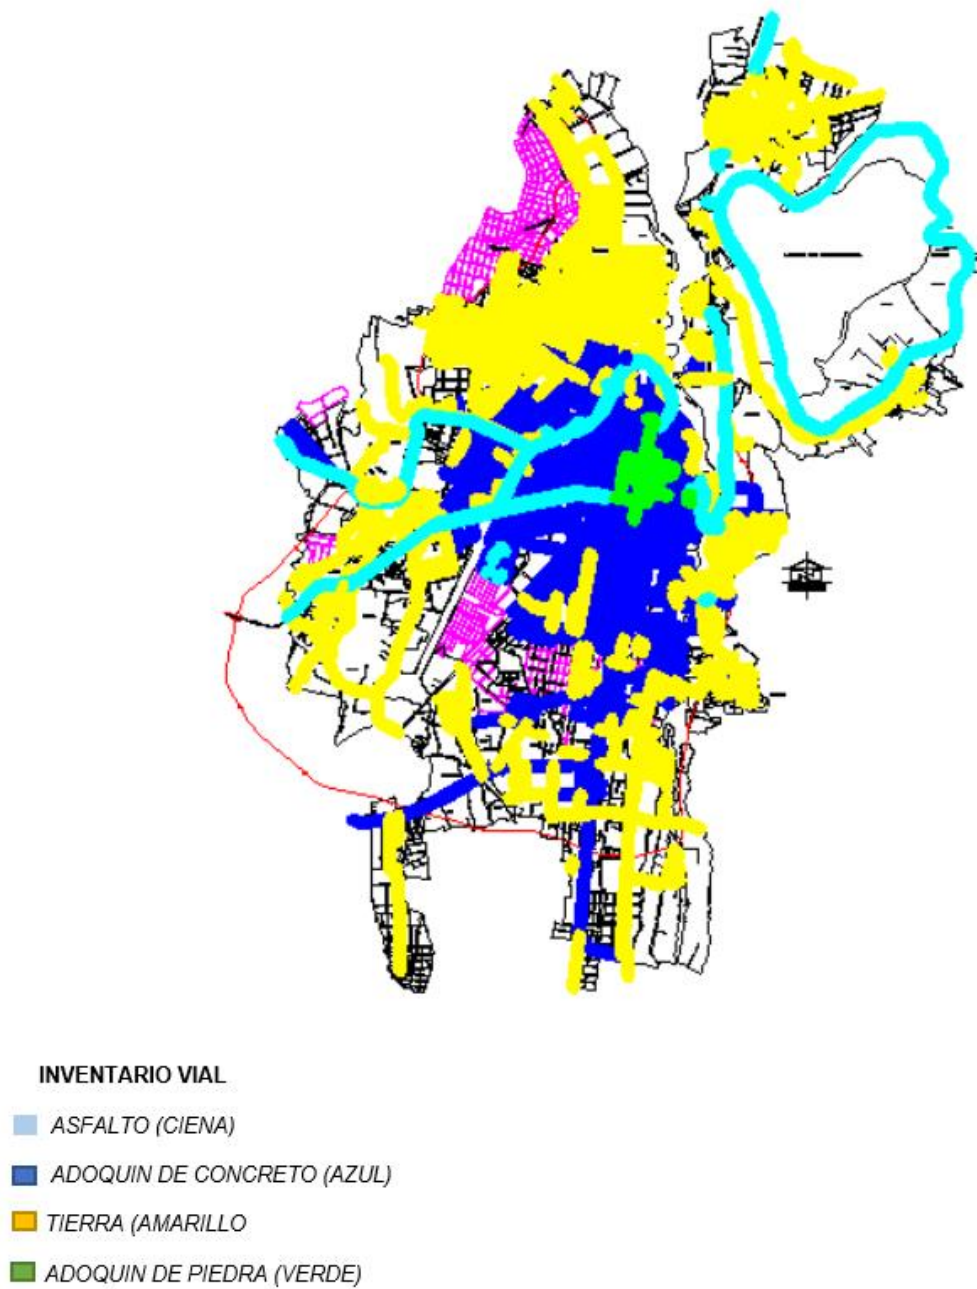 INVENTARIO VIAL
ASFALTO (CIENA)
ADOQUIN DE CONCRETO (AZUL)
TIERRA (AMARILLO
ADOQUIN DE PIEDRA (VERDE)